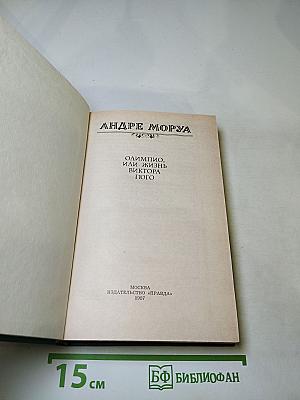 АНДРЕ МОРУА
ОЛИМПИО,
ИЛИ ЖИЗНЬ
ВИКТОРА
ГЮГО
МОСКВА
ИЗДАТЕЛЬСТВО «ПРАВДА»
1987
15 см
БФ БИБЛИОФАН